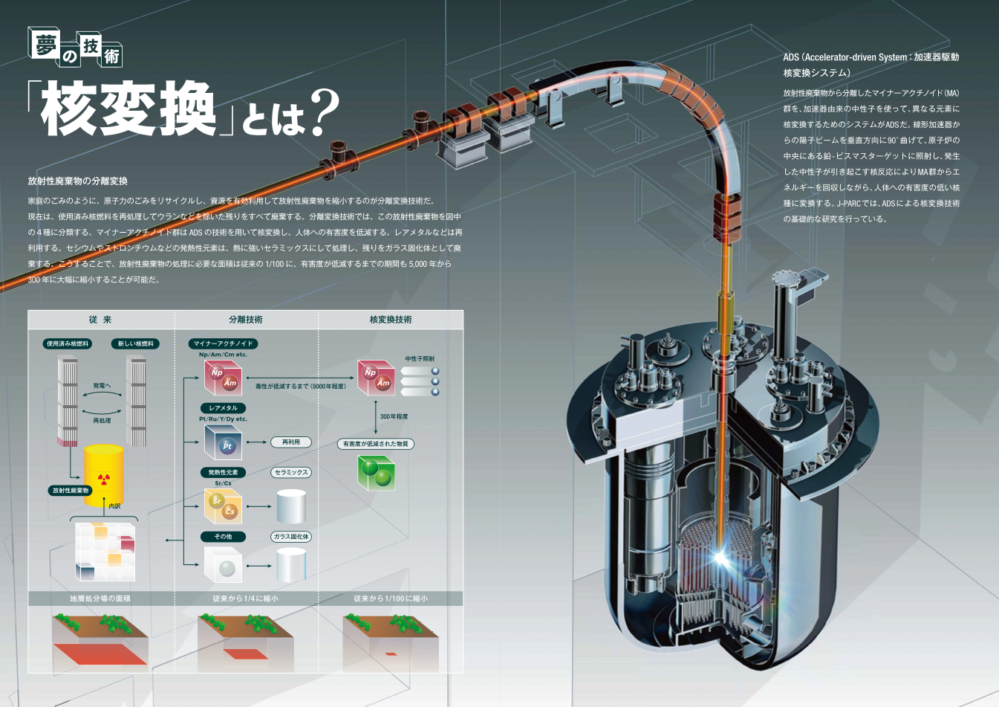 夢の技術
「核変換」とは?
放射性廃棄物の分離変換
家庭のごみのように、原子力のごみをリサイクルし、資源を有効利用して放射性廃棄物を縮小するのが分離変換技術だ。
現在は、使用済み核燃料を再処理してウランなどを除いた残りをすべて廃棄する。分離変換技術では、この放射性廃棄物を図中
の４種に分類する。マイナーアクチノイド群は ADS の技術を用いて核変換し、人体への有害度を低減する。レアメタルなどは再
利用する。セシウムやストロンチウムなどの発熱性元素は、熱に強いセラミックスにして処理し、残りをガラス固化体として廃
棄する。こうすることで、放射性廃棄物の処理に必要な面積は従来の 1/100 に、有害度が低減するまでの期間も 5,000 年から
300 年に大幅に縮小することが可能だ。
ADS（Accelerator-driven System：加速器駆動
核変換システム）
放射性廃棄物から分離したマイナーアクチノイド（MA）
群を、加速器由来の中性子を使って、異なる元素に
核変換するためのシステムがADSだ。線形加速器か
らの陽子ビームを垂直方向に90°曲げて、原子炉の
中央にある鉛-ビスマスターゲットに照射し、発生
した中性子が引き起こす核反応によりMA群からエ
ネルギーを回収しながら、人体への有害度の低い核
種に変換する。J-PARCでは、ADSによる核変換技術
の基礎的な研究を行っている。
従 来
分離技術
核変換技術
使用済み核燃料
新しい核燃料
発電へ
再処理
放射性廃棄物
内訳
マイナーアクチノイド
Np/Am/Cm etc.
Np
Am
毒性が低減するまで（5000年程度）
レアメタル
Pt/Ru/Y/Dy etc.
Pt
再利用
発熱性元素
Sr/Cs
Sr
Cs
セラミックス
その他
ガラス固化体
中性子照射
Np
Am
n
n
n
300年程度
有害度が低減された物質
地層処分場の面積
従来から1/4に縮小
従来から1/100に縮小